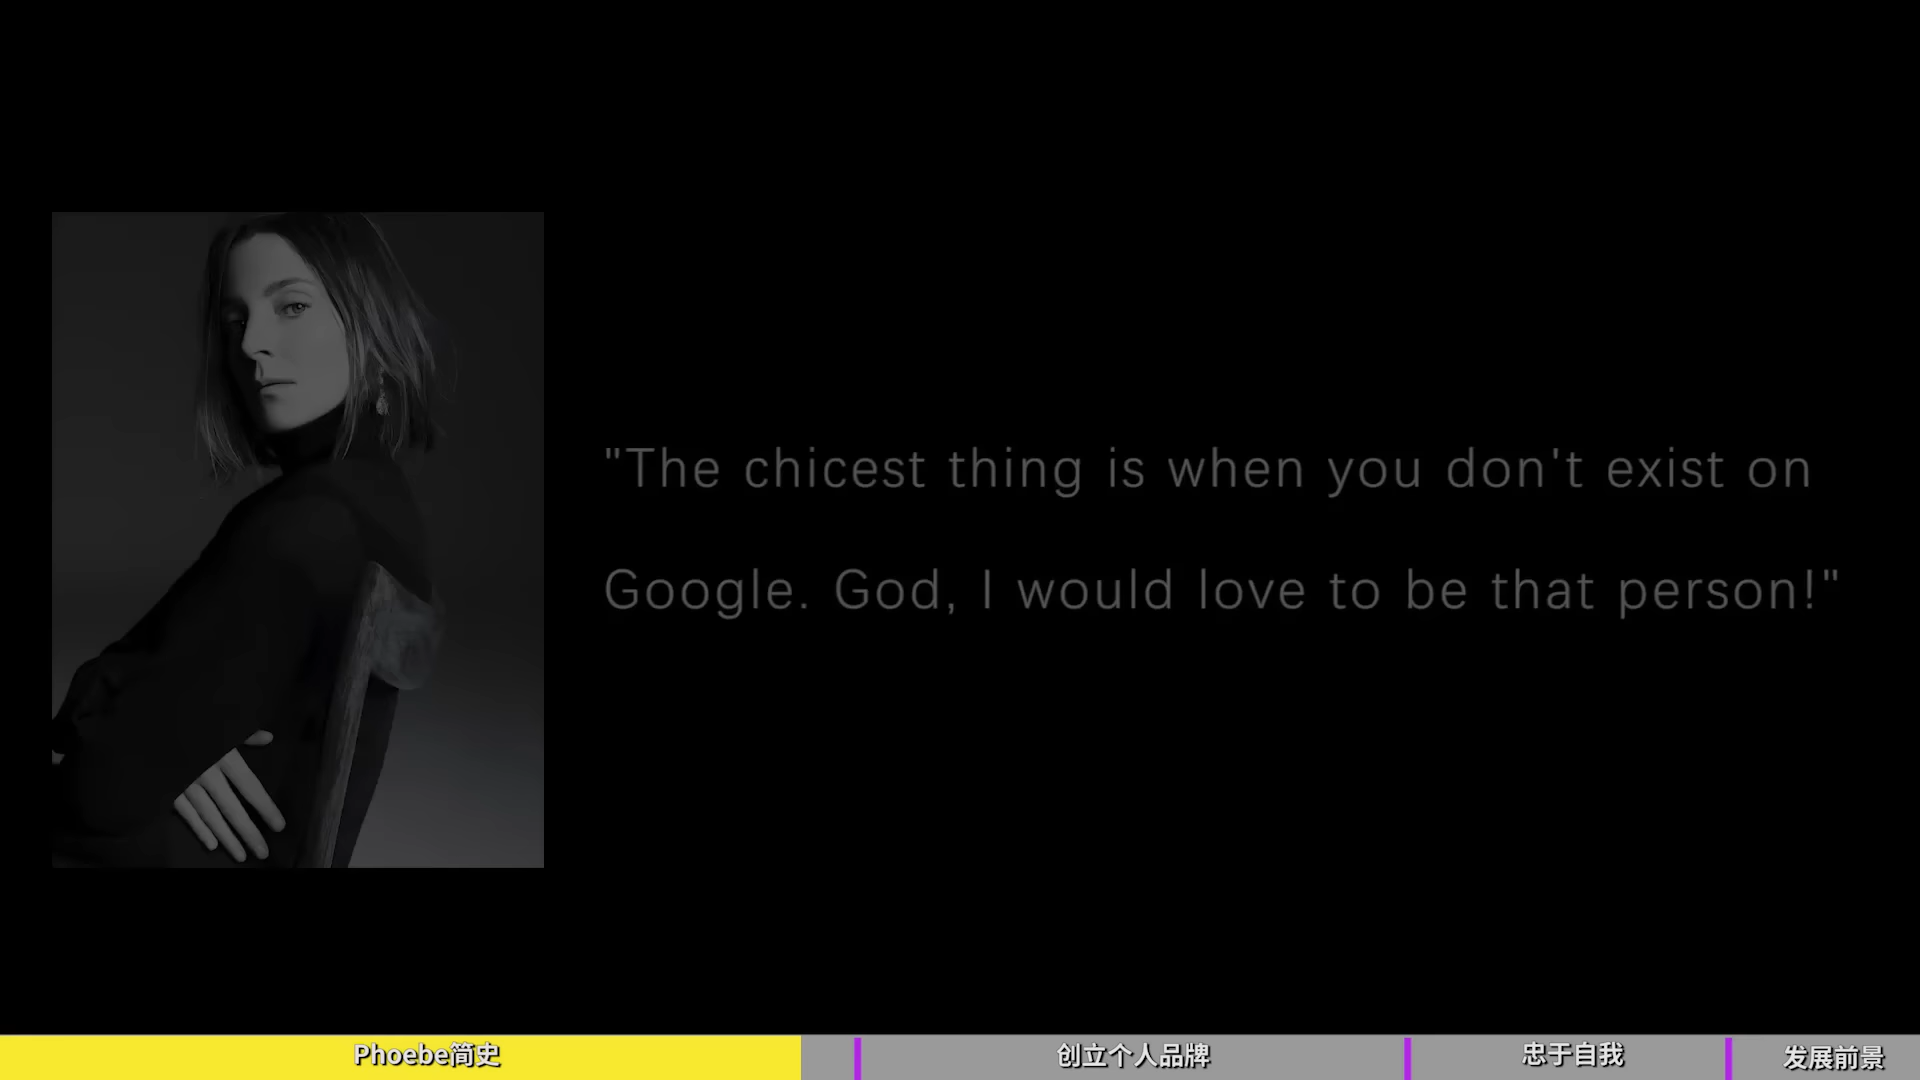 "The chicest thing is when you don't exist on
Google. God, I would love to be that person!"
Phoebe简史
创立个人品牌
忠于自我
发展前景